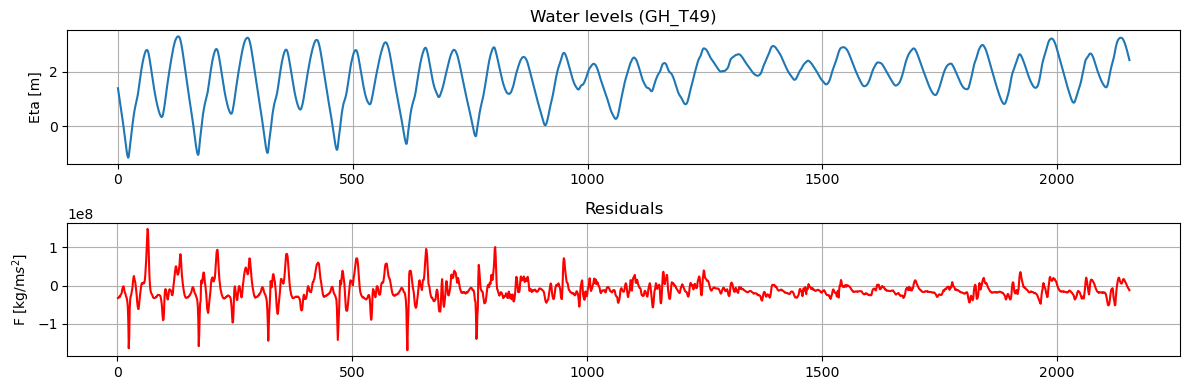 Water levels (GH_T49)
Eta [m]
2
0
0 500 1000 1500 2000
Residuals
1e8
F [kg/ms²]
1
0
−1
0 500 1000 1500 2000